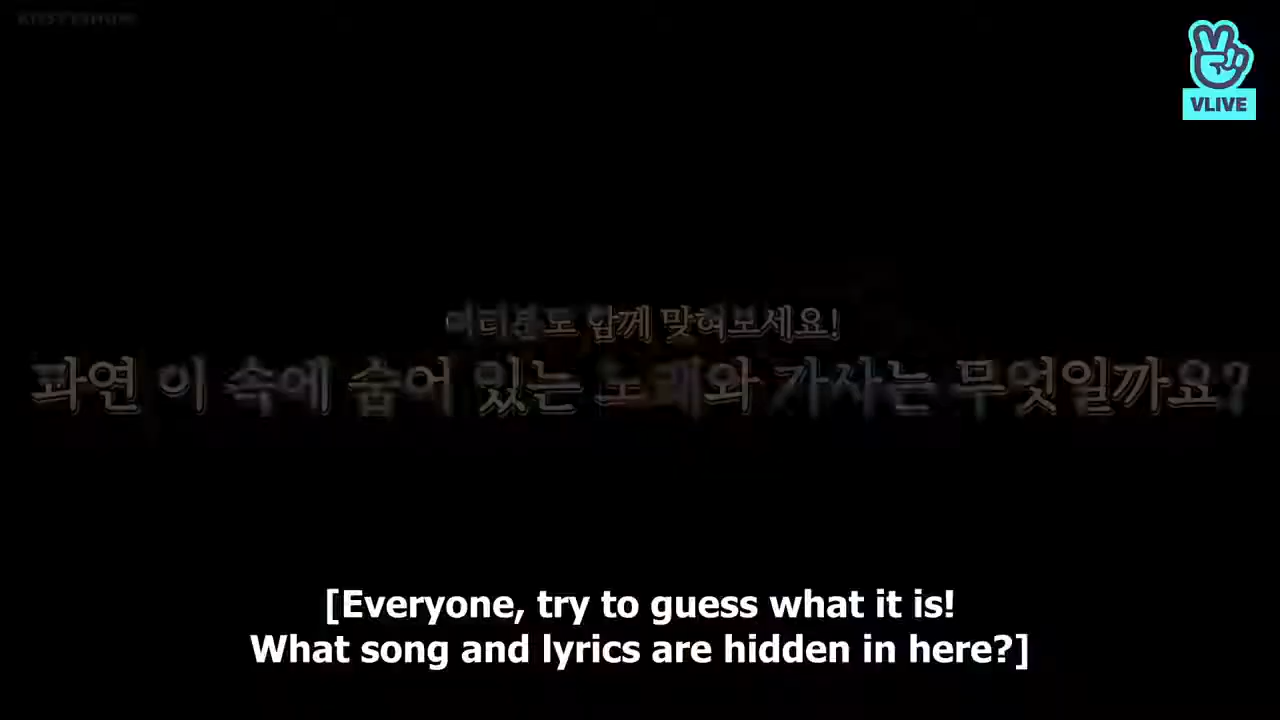 VLIVE
여러분도 함께 맞혀보세요!
과연 이 속에 숨어 있는 노래와 가사는 무엇일까요?
[Everyone, try to guess what it is!
What song and lyrics are hidden in here?]